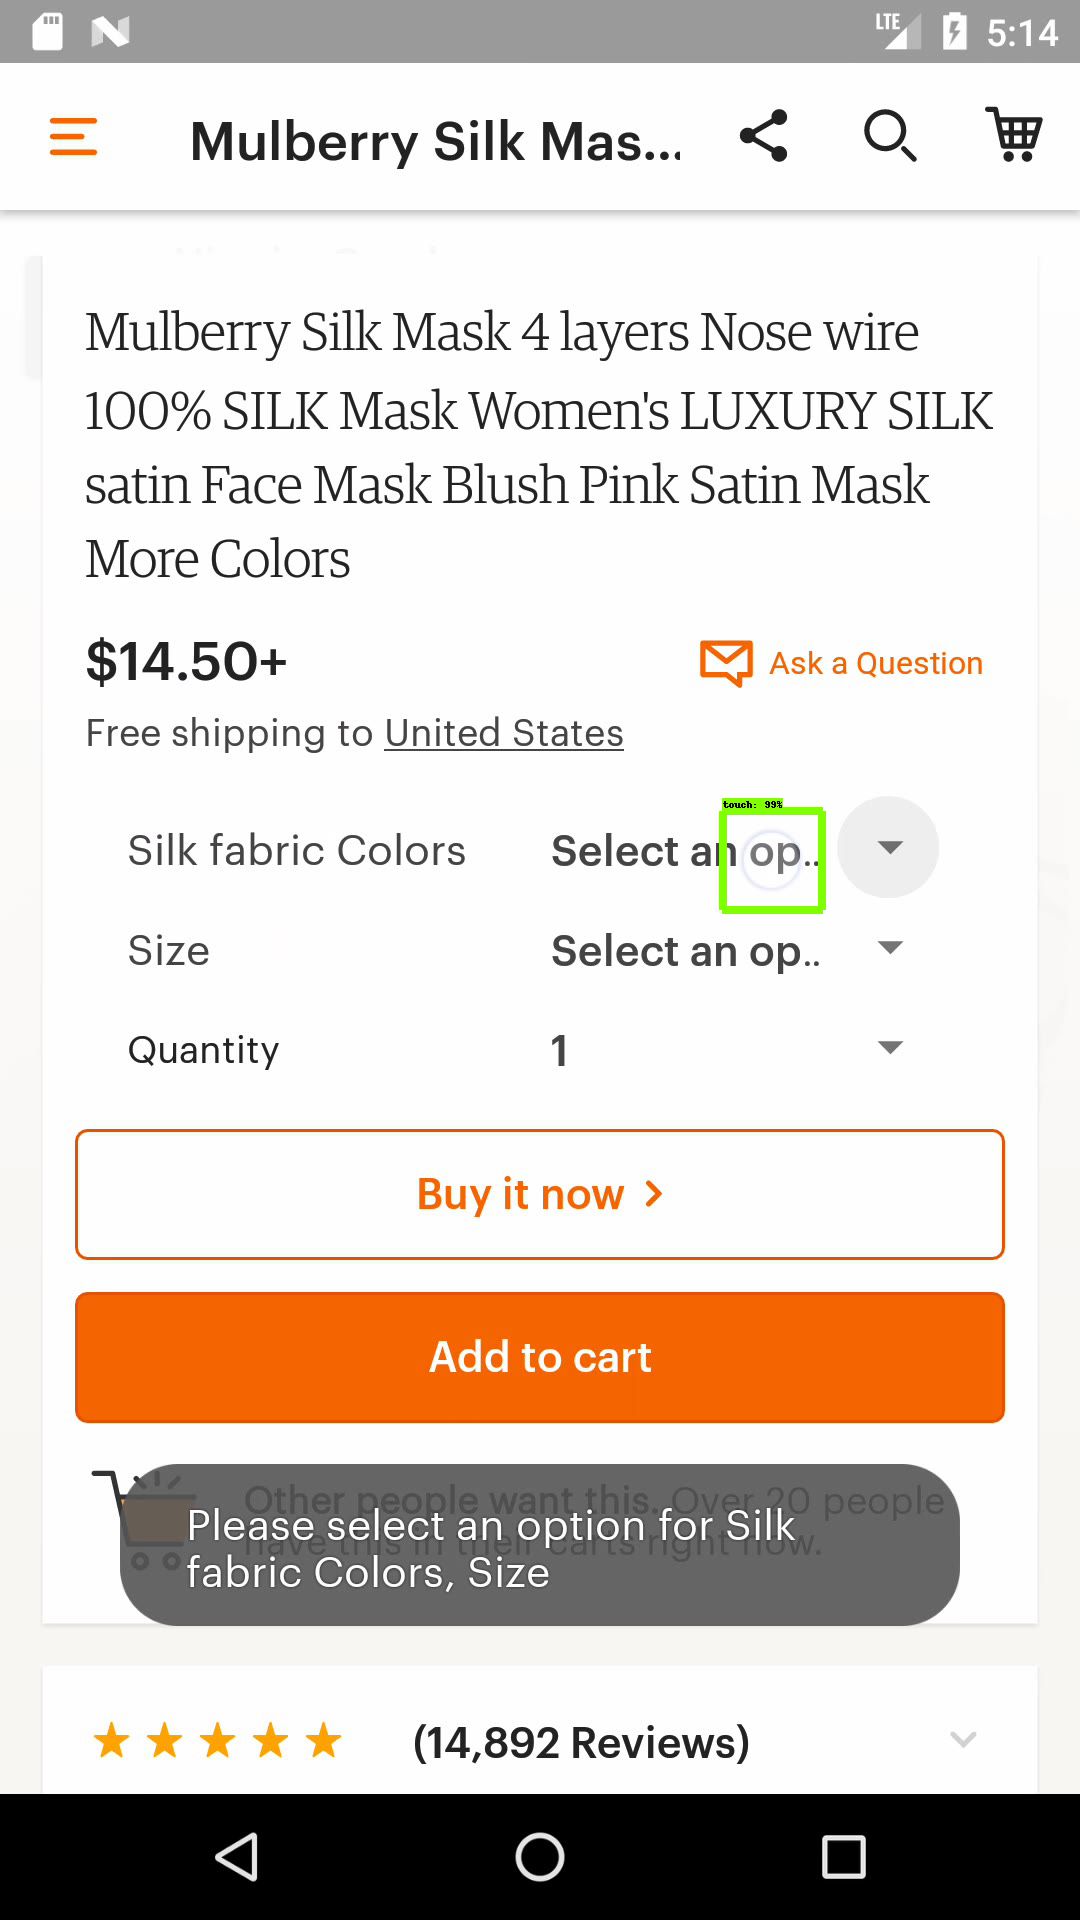 LTE 5:14
Mulberry Silk Mas...
Mulberry Silk Mask 4 layers Nose wire
100% SILK Mask Women's LUXURY SILK
satin Face Mask Blush Pink Satin Mask
More Colors
$14.50+
Ask a Question
Free shipping to United States
touch: 99%
Silk fabric Colors Select an op..
Size Select an op..
Quantity 1
Buy it now
Add to cart
Other people want this. Over 20 people
have this in their carts right now.
Please select an option for Silk
fabric Colors, Size
(14,892 Reviews)